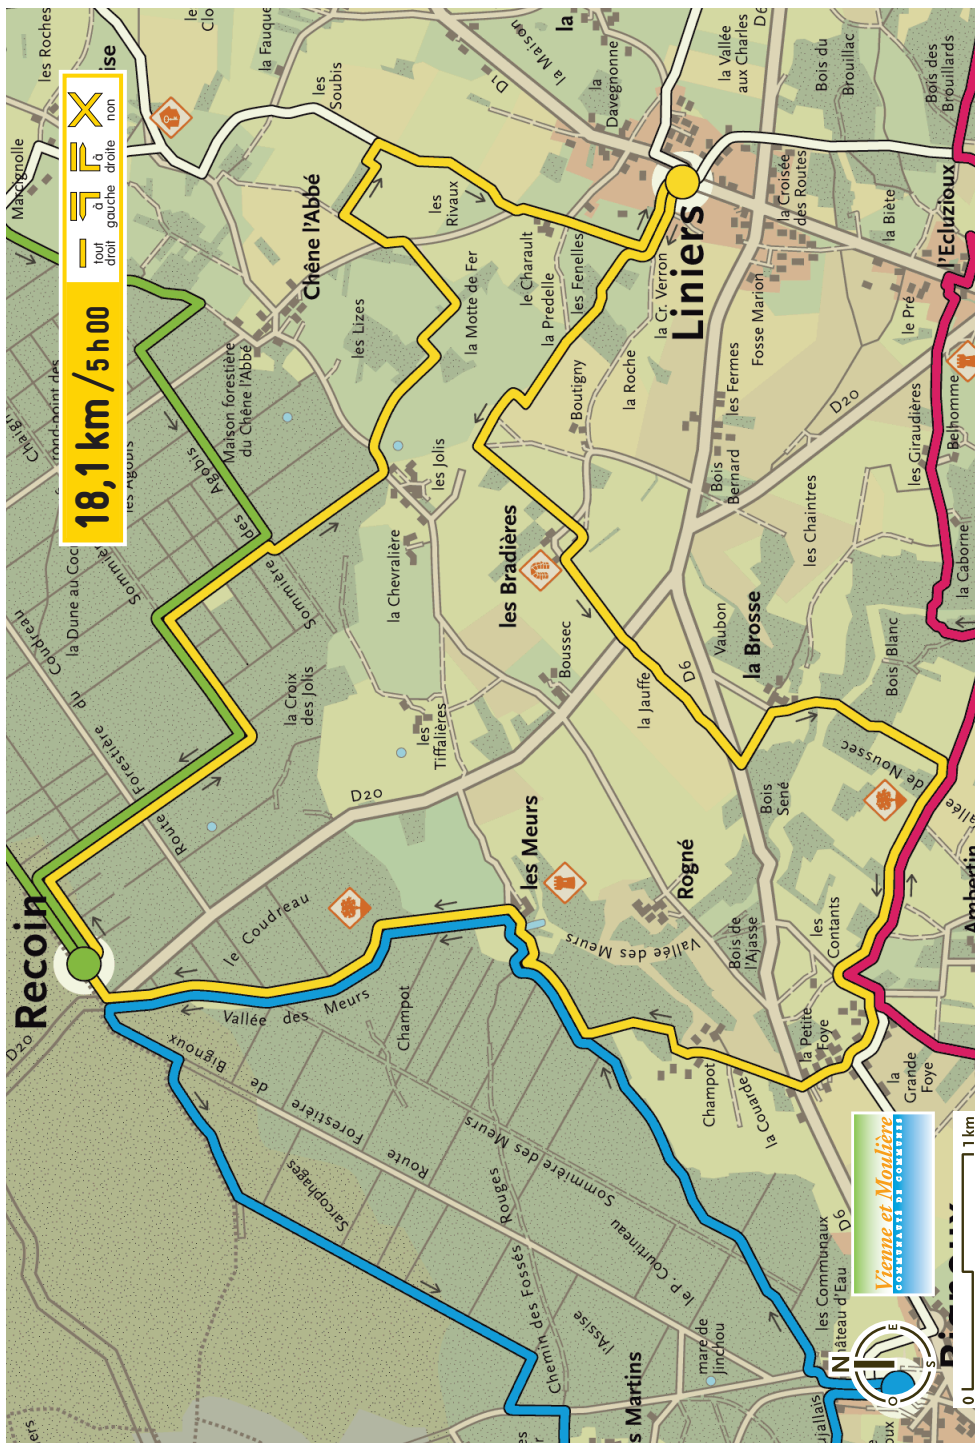 18,1 km / 5 h 00
tout
droit
à
gauche
à
droite
non
les Roches
Marcignolle
les
Soubis
la Maison
D1
la
Davegnonne
la
la Vallée
aux Charles
D6
Bois du
Brouillac
Bois des
Brouillards
Chêne l'Abbé
les
Rivaux
le Charault
la Predelle
les Fenelles
la Motte de Fer
les Lizes
Maison forestière
du Chêne l'Abbé
Agobis
des
les Agobis
Sommière
la Cr. Verron
Liniers
la Croisée
des Routes
la Biète
l'Ecluzioux
Fosse Marion
le Pré
les Fermes
la Roche
Boutigny
D20
les Giraudières
Belhomme
Bois
Bernard
les Chaintres
la Caborne
les Jolis
les Bradières
la Chevralière
Boussec
Vaubon
la Brosse
Bois Blanc
D6
la Jauffe
la Croix
des Jolis
les
Tiffalières
Coudreau
du
Forestière
Route
D20
Bois
Sené
de Noussec
les Meurs
Rogné
Vallée des Meurs
Bois de
l'Ajasse
les
Contants
Ambertin
Recoin
D20
le Coudreau
Vallée des Meurs
Champot
Bignoux
de
Forestière
Route
Champot
la Couarde
la Petite
Foye
la
Grande
Foye
Sarcophages
Sommière des Meurs
Chemin des Fossés Rouges
le P. Courtineau
l'Assise
mare de
Jinchou
les Communaux
D6
s Martins
Vienne et Moulière
COMMUNAUTÉ DE COMMUNES
N
E
S
O
0
1 km